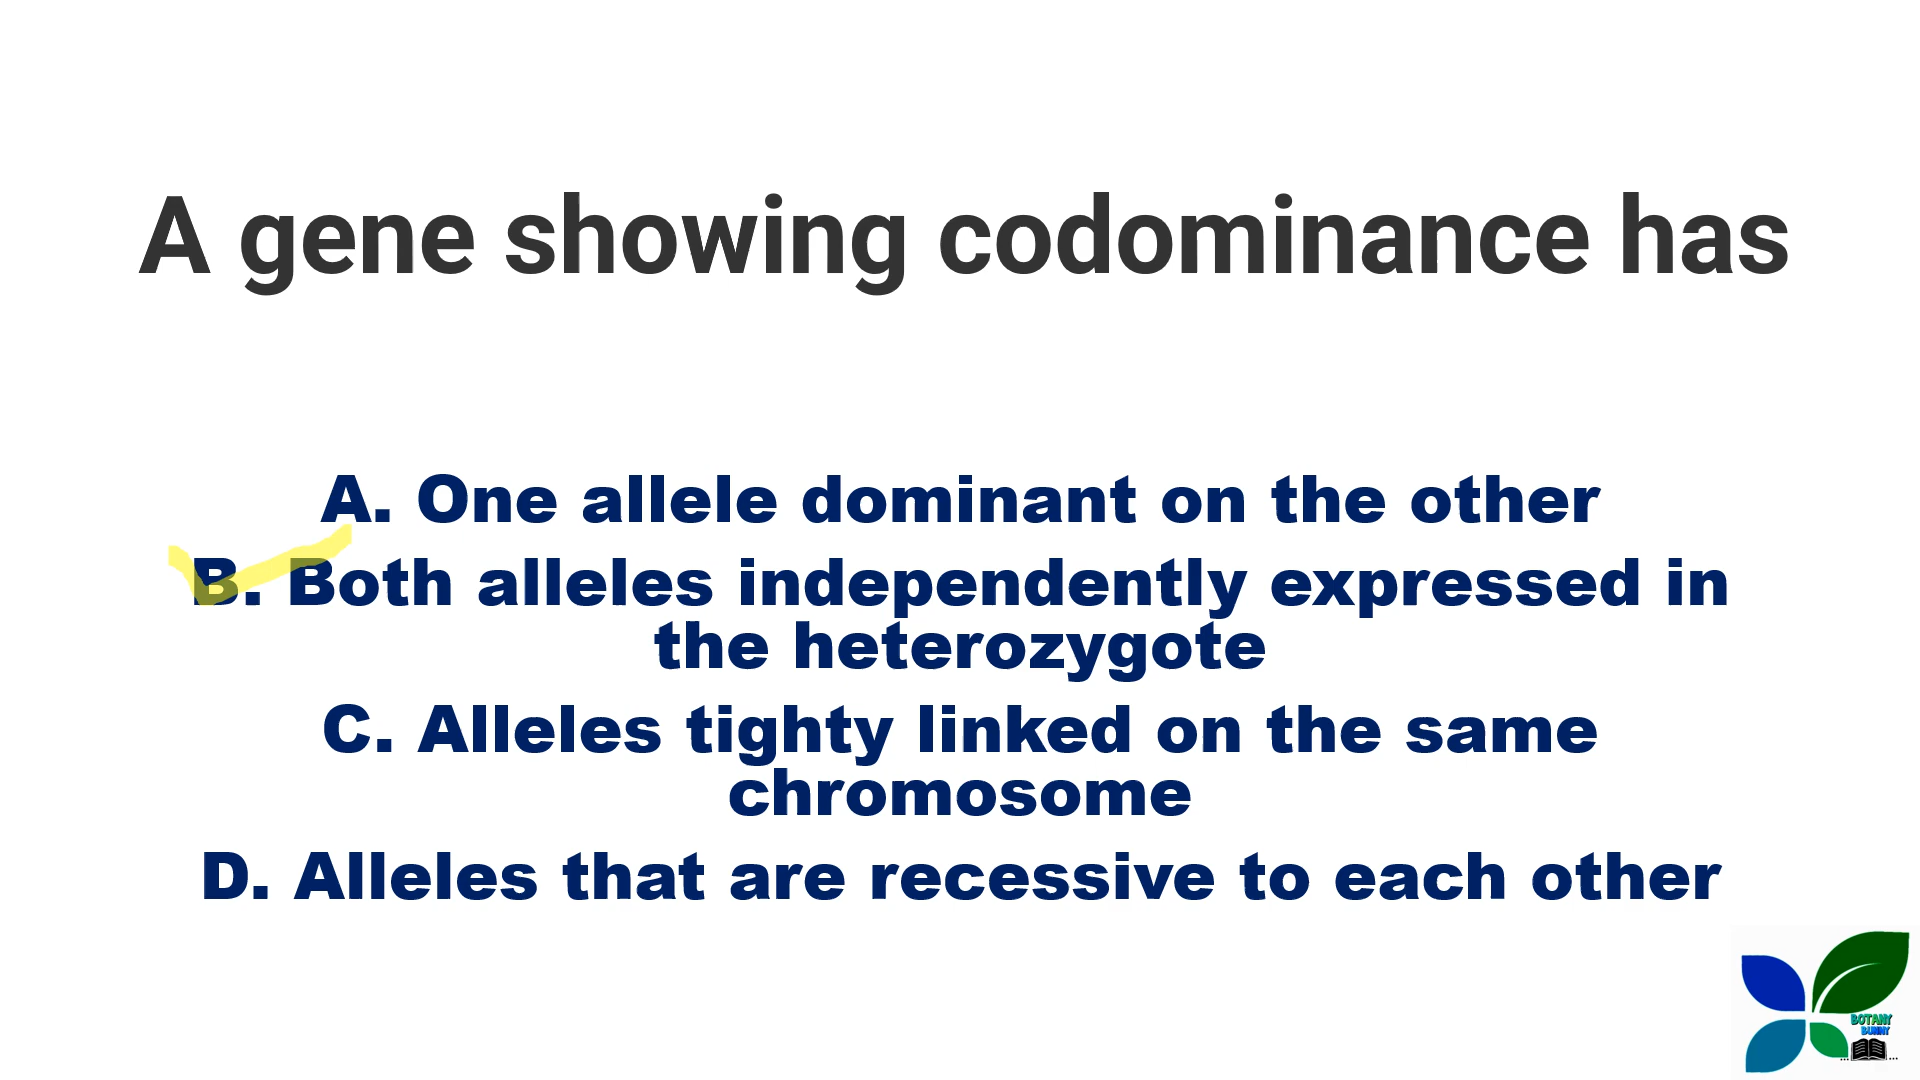 A gene showing codominance has
A. One allele dominant on the other
B. Both alleles independently expressed in
the heterozygote
C. Alleles tighty linked on the same
chromosome
D. Alleles that are recessive to each other
BOTANY
BUNNY